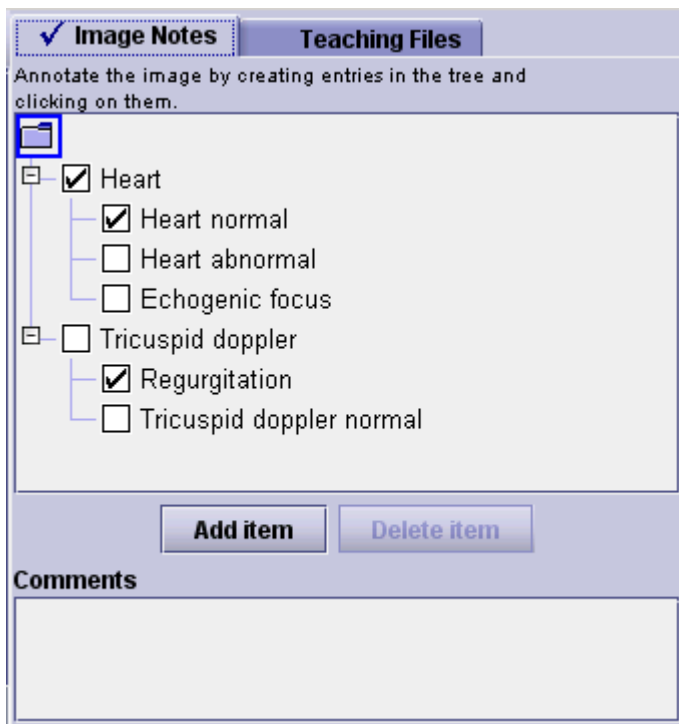 Image Notes
Teaching Files
Annotate the image by creating entries in the tree and
clicking on them.
Heart
Heart normal
Heart abnormal
Echogenic focus
Tricuspid doppler
Regurgitation
Tricuspid doppler normal
Add item
Delete item
Comments